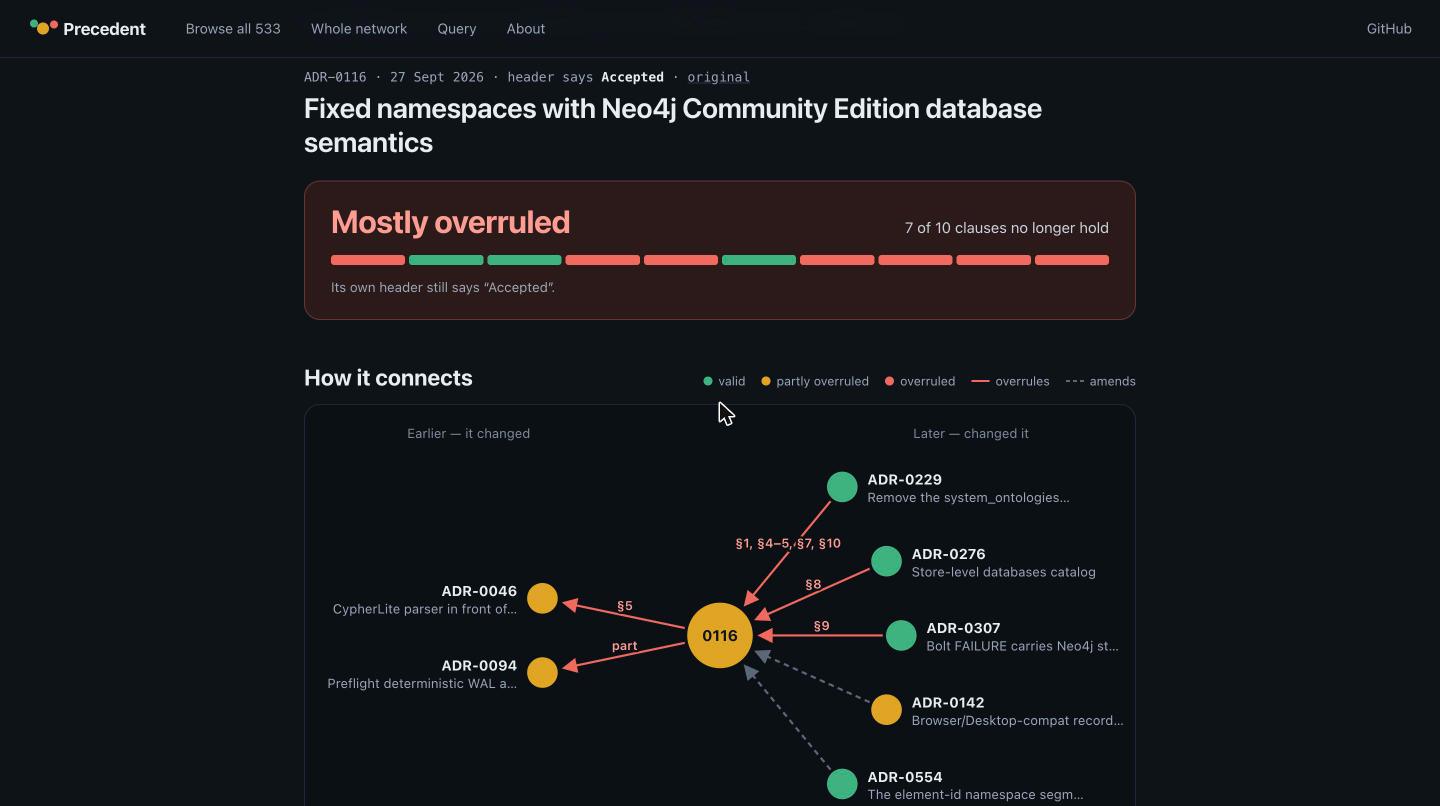 Precedent
Browse all 533
Whole network
Query
About
GitHub
ADR-0116 · 27 Sept 2026 · header says Accepted · original
Fixed namespaces with Neo4j Community Edition database
semantics
Mostly overruled
7 of 10 clauses no longer hold
Its own header still says “Accepted”.
How it connects
valid
partly overruled
overruled
overrules
amends
Earlier — it changed
Later — changed it
ADR-0229
Remove the system_ontologies…
§1, §4–5, §7, §10
ADR-0276
Store-level databases catalog
§8
ADR-0046
CypherLite parser in front of…
§5
0116
§9
ADR-0307
Bolt FAILURE carries Neo4j st…
part
ADR-0094
Preflight deterministic WAL a…
ADR-0142
Browser/Desktop-compat record…
ADR-0554
The element-id namespace segm…